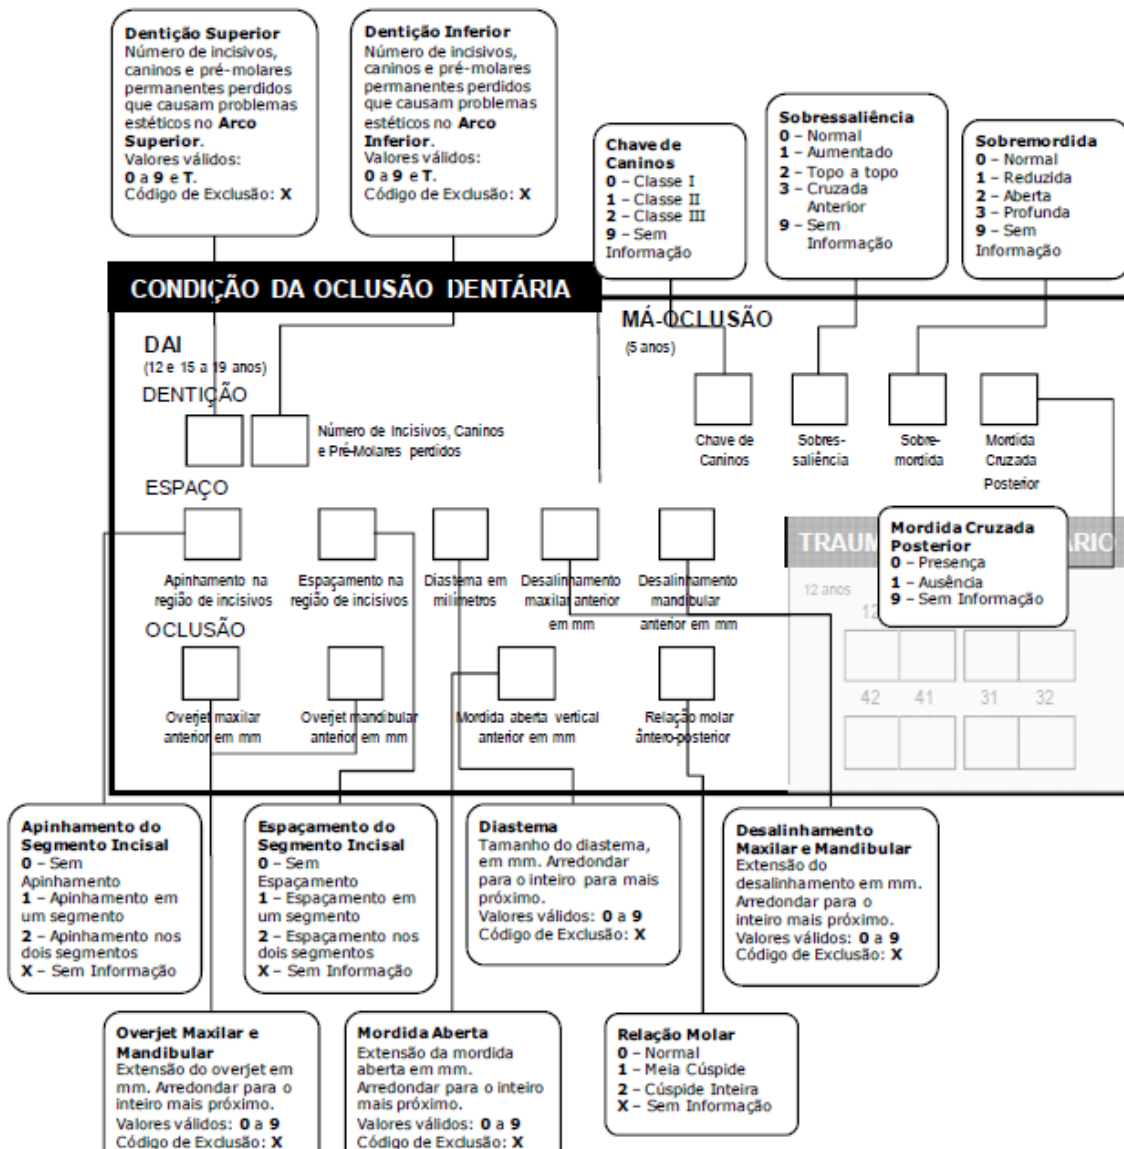 Dentição Superior
Número de incisivos,
caninos e pré-molares
permanentes perdidos
que causam problemas
estéticos no Arco
Superior.
Valores válidos:
0 a 9 e T.
Código de Exclusão: X
Dentição Inferior
Número de incisivos,
caninos e pré-molares
permanentes perdidos
que causam problemas
estéticos no Arco
Inferior.
Valores válidos:
0 a 9 e T.
Código de Exclusão: X
Chave de
Caninos
0 – Classe I
1 – Classe II
2 – Classe III
9 – Sem
Informação
Sobressaliência
0 – Normal
1 – Aumentado
2 – Topo a topo
3 – Cruzada
Anterior
9 – Sem
Informação
Sobremordida
0 – Normal
1 – Reduzida
2 – Aberta
3 – Profunda
9 – Sem
Informação
CONDIÇÃO DA OCLUSÃO DENTÁRIA
DAI
(12 e 15 a 19 anos)
DENTIÇÃO
Número de Incisivos, Caninos
e Pré-Molares perdidos
MÁ-OCLUSÃO
(5 anos)
Chave de
Caninos
Sobres-
saliência
Sobre-
mordida
Mordida
Cruzada
Posterior
ESPAÇO
Apinhamento na
região de incisivos
Espaçamento na
região de incisivos
Diastema em
milímetros
Desalinhamento
maxilar anterior
em mm
Desalinhamento
mandibular
anterior em mm
TRAUM
ÁRIO
Mordida Cruzada
Posterior
0 – Presença
1 – Ausência
9 – Sem Informação
12 anos
12
42 41 31 32
OCLUSÃO
Overjet maxilar
anterior em mm
Overjet mandibular
anterior em mm
Mordida aberta vertical
anterior em mm
Relação molar
ântero-posterior
Apinhamento do
Segmento Incisal
0 – Sem
Apinhamento
1 – Apinhamento em
um segmento
2 – Apinhamento nos
dois segmentos
X – Sem Informação
Espaçamento do
Segmento Incisal
0 – Sem
Espaçamento
1 – Espaçamento em
um segmento
2 – Espaçamento nos
dois segmentos
X – Sem Informação
Diastema
Tamanho do diastema,
em mm. Arredondar
para o inteiro para mais
próximo.
Valores válidos: 0 a 9
Código de Exclusão: X
Desalinhamento
Maxilar e Mandibular
Extensão do
desalinhamento em mm.
Arredondar para o
inteiro mais próximo.
Valores válidos: 0 a 9
Código de Exclusão: X
Overjet Maxilar e
Mandibular
Extensão do overjet em
mm. Arredondar para o
inteiro mais próximo.
Valores válidos: 0 a 9
Código de Exclusão: X
Mordida Aberta
Extensão da mordida
aberta em mm.
Arredondar para o inteiro
mais próximo.
Valores válidos: 0 a 9
Código de Exclusão: X
Relação Molar
0 – Normal
1 – Meia Cúspide
2 – Cúspide Inteira
X – Sem Informação